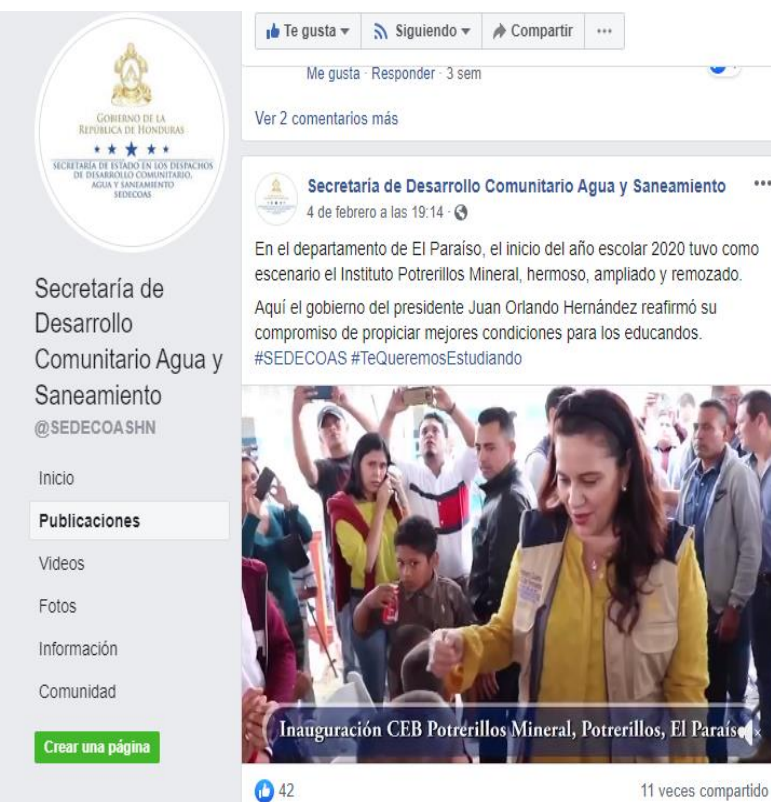 GOBIERNO DE LA
REPÚBLICA DE HONDURAS
SECRETARÍA DE ESTADO EN LOS DESPACHOS
DE DESARROLLO COMUNITARIO,
AGUA Y SANEAMIENTO
SEDECOAS
Secretaría de
Desarrollo
Comunitario Agua y
Saneamiento
@SEDECOASHN
Inicio
Publicaciones
Videos
Fotos
Información
Comunidad
Crear una página
Te gusta Siguiendo Compartir ...
Me gusta · Responder · 3 sem
Ver 2 comentarios más
Secretaría de Desarrollo Comunitario Agua y Saneamiento ...
4 de febrero a las 19:14 ·
En el departamento de El Paraíso, el inicio del año escolar 2020 tuvo como
escenario el Instituto Potrerillos Mineral, hermoso, ampliado y remozado.
Aquí el gobierno del presidente Juan Orlando Hernández reafirmó su
compromiso de propiciar mejores condiciones para los educandos.
#SEDECOAS #TeQueremosEstudiando
Inauguración CEB Potrerillos Mineral, Potrerillos, El Paraíso
42
11 veces compartido